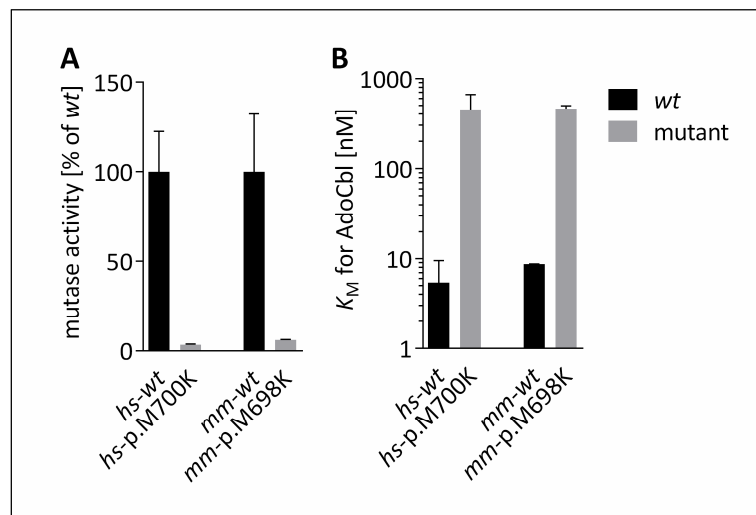 A
mutase activity [% of wt]
150
100
50
0
hs-wt
hs-p.M700K
mm-wt
mm-p.M698K
B
K_M for AdoCbl [nM]
1000
100
10
1
hs-wt
hs-p.M700K
mm-wt
mm-p.M698K
wt
mutant